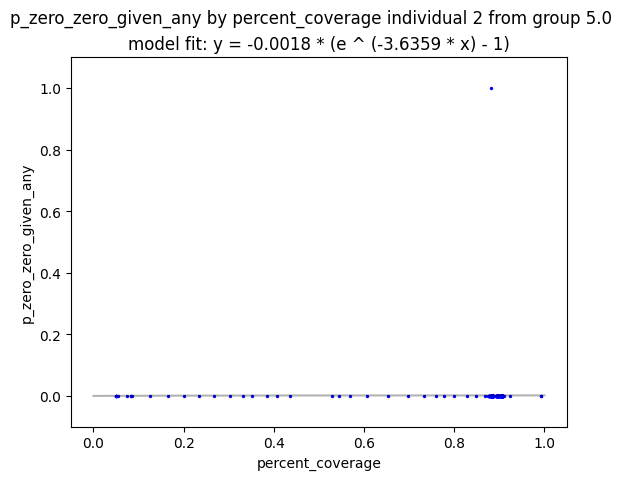 p_zero_zero_given_any by percent_coverage individual 2 from group 5.0
model fit: y = -0.0018 * (e ^ (-3.6359 * x) - 1)
p_zero_zero_given_any
1.0
0.8
0.6
0.4
0.2
0.0
0.0 0.2 0.4 0.6 0.8 1.0
percent_coverage